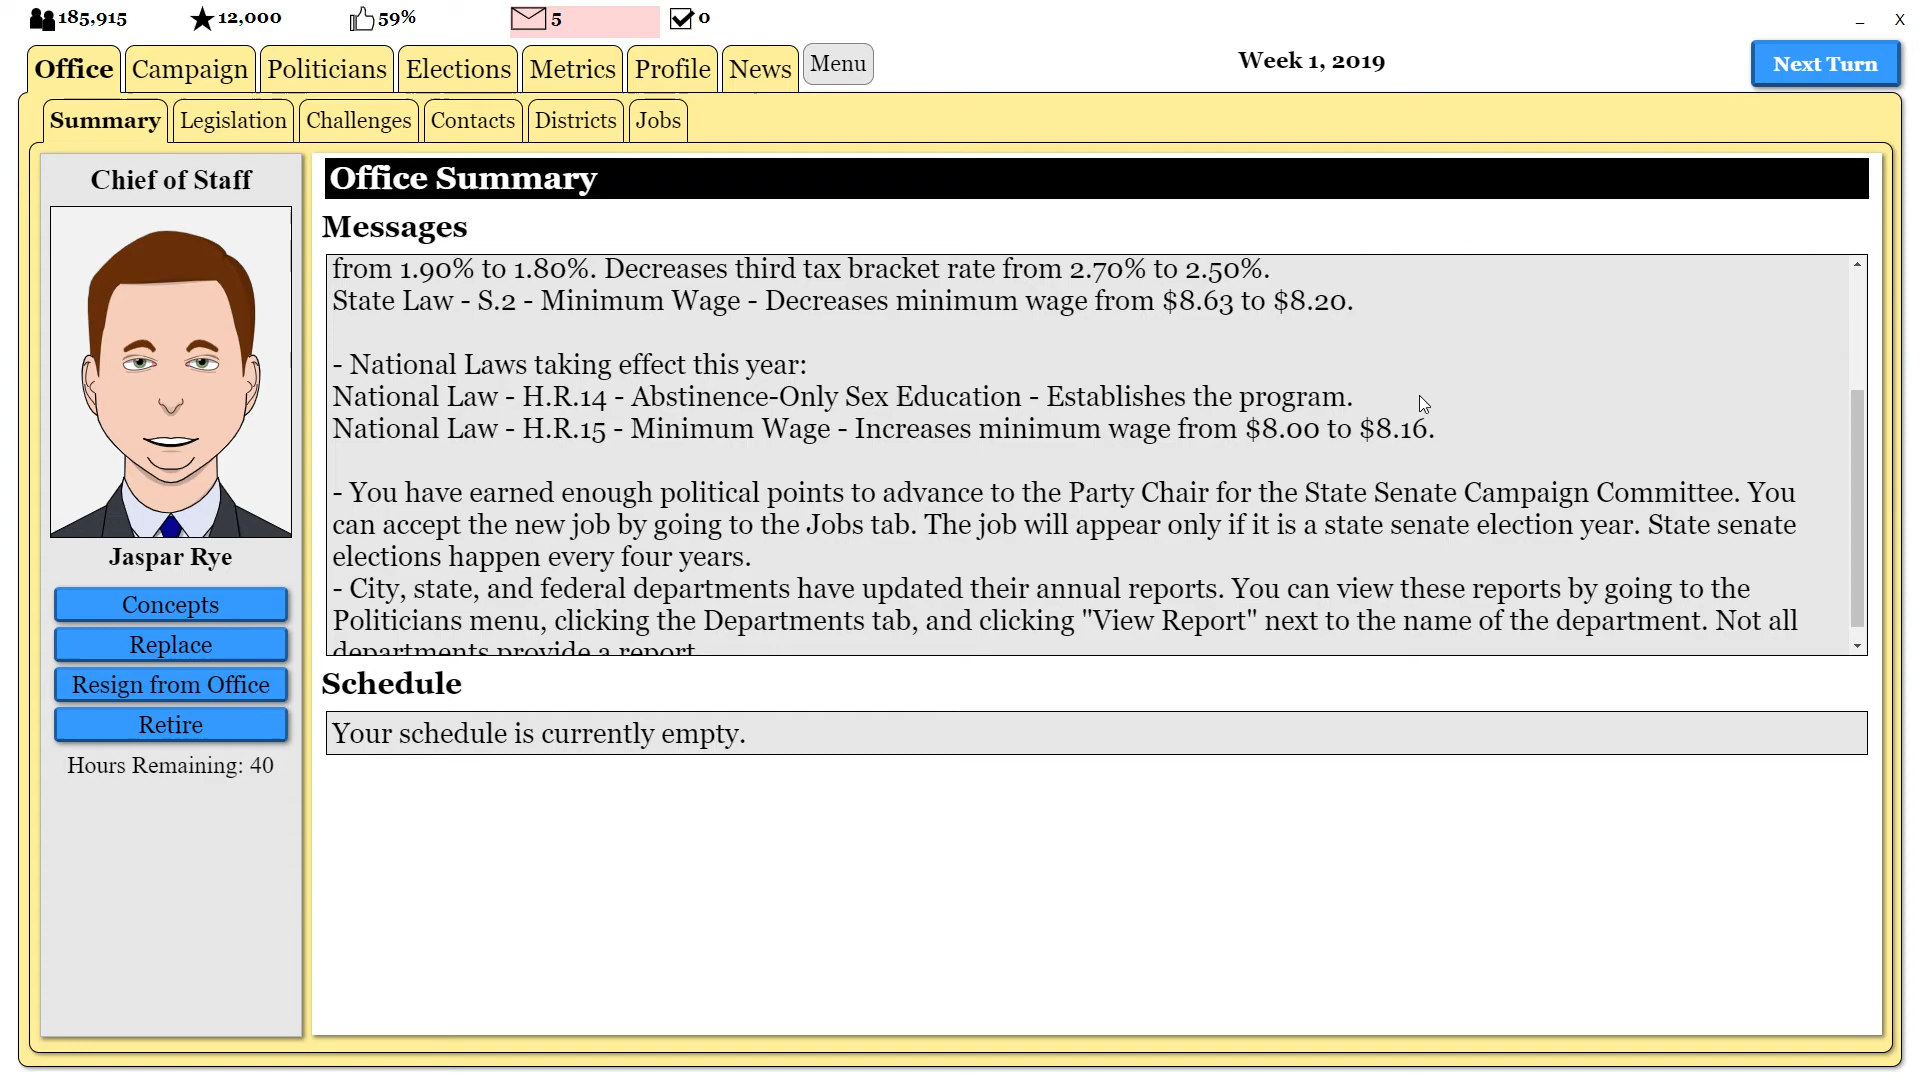 185,915 12,000 59% 5 0
_ X
Office Campaign Politicians Elections Metrics Profile News Menu
Week 1, 2019
Next Turn
Summary Legislation Challenges Contacts Districts Jobs
Chief of Staff
Jaspar Rye
Concepts
Replace
Resign from Office
Retire
Hours Remaining: 40
Office Summary
Messages
from 1.90% to 1.80%. Decreases third tax bracket rate from 2.70% to 2.50%.
State Law - S.2 - Minimum Wage - Decreases minimum wage from $8.63 to $8.20.
- National Laws taking effect this year:
National Law - H.R.14 - Abstinence-Only Sex Education - Establishes the program.
National Law - H.R.15 - Minimum Wage - Increases minimum wage from $8.00 to $8.16.
- You have earned enough political points to advance to the Party Chair for the State Senate Campaign Committee. You
can accept the new job by going to the Jobs tab. The job will appear only if it is a state senate election year. State senate
elections happen every four years.
- City, state, and federal departments have updated their annual reports. You can view these reports by going to the
Politicians menu, clicking the Departments tab, and clicking "View Report" next to the name of the department. Not all
departments provide a report
Schedule
Your schedule is currently empty.